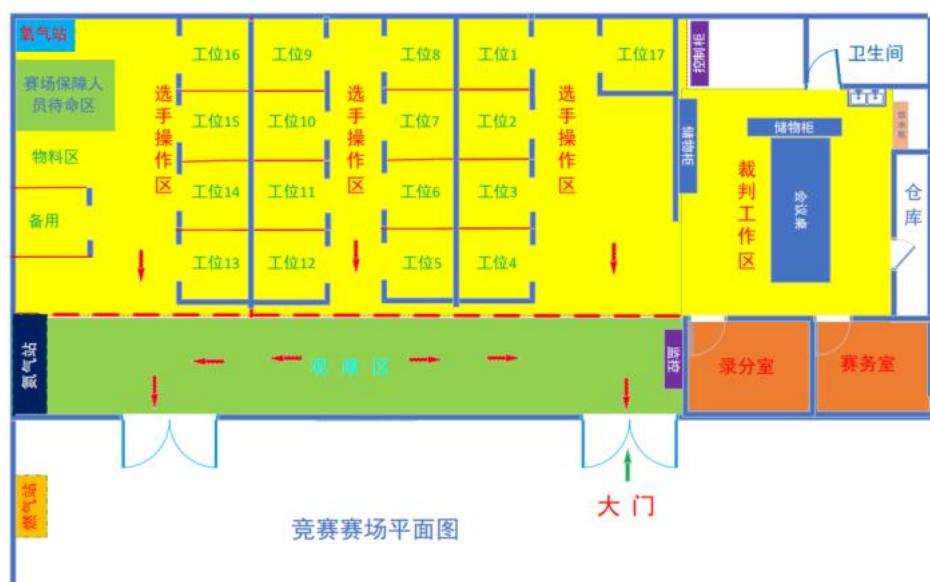 氧气站
赛场保障人
员待命区
物料区
备用
选手操作区
工位16
工位15
工位14
工位13
工位9
工位10
工位11
工位12
选手操作区
工位8
工位7
工位6
工位5
工位1
工位2
工位3
工位4
选手操作区
工位17
储物柜
卫生间
储物柜
会议桌
裁判工作区
仓库
观摩区
监控
录分室
赛务室
燃气站
大门
竞赛赛场平面图